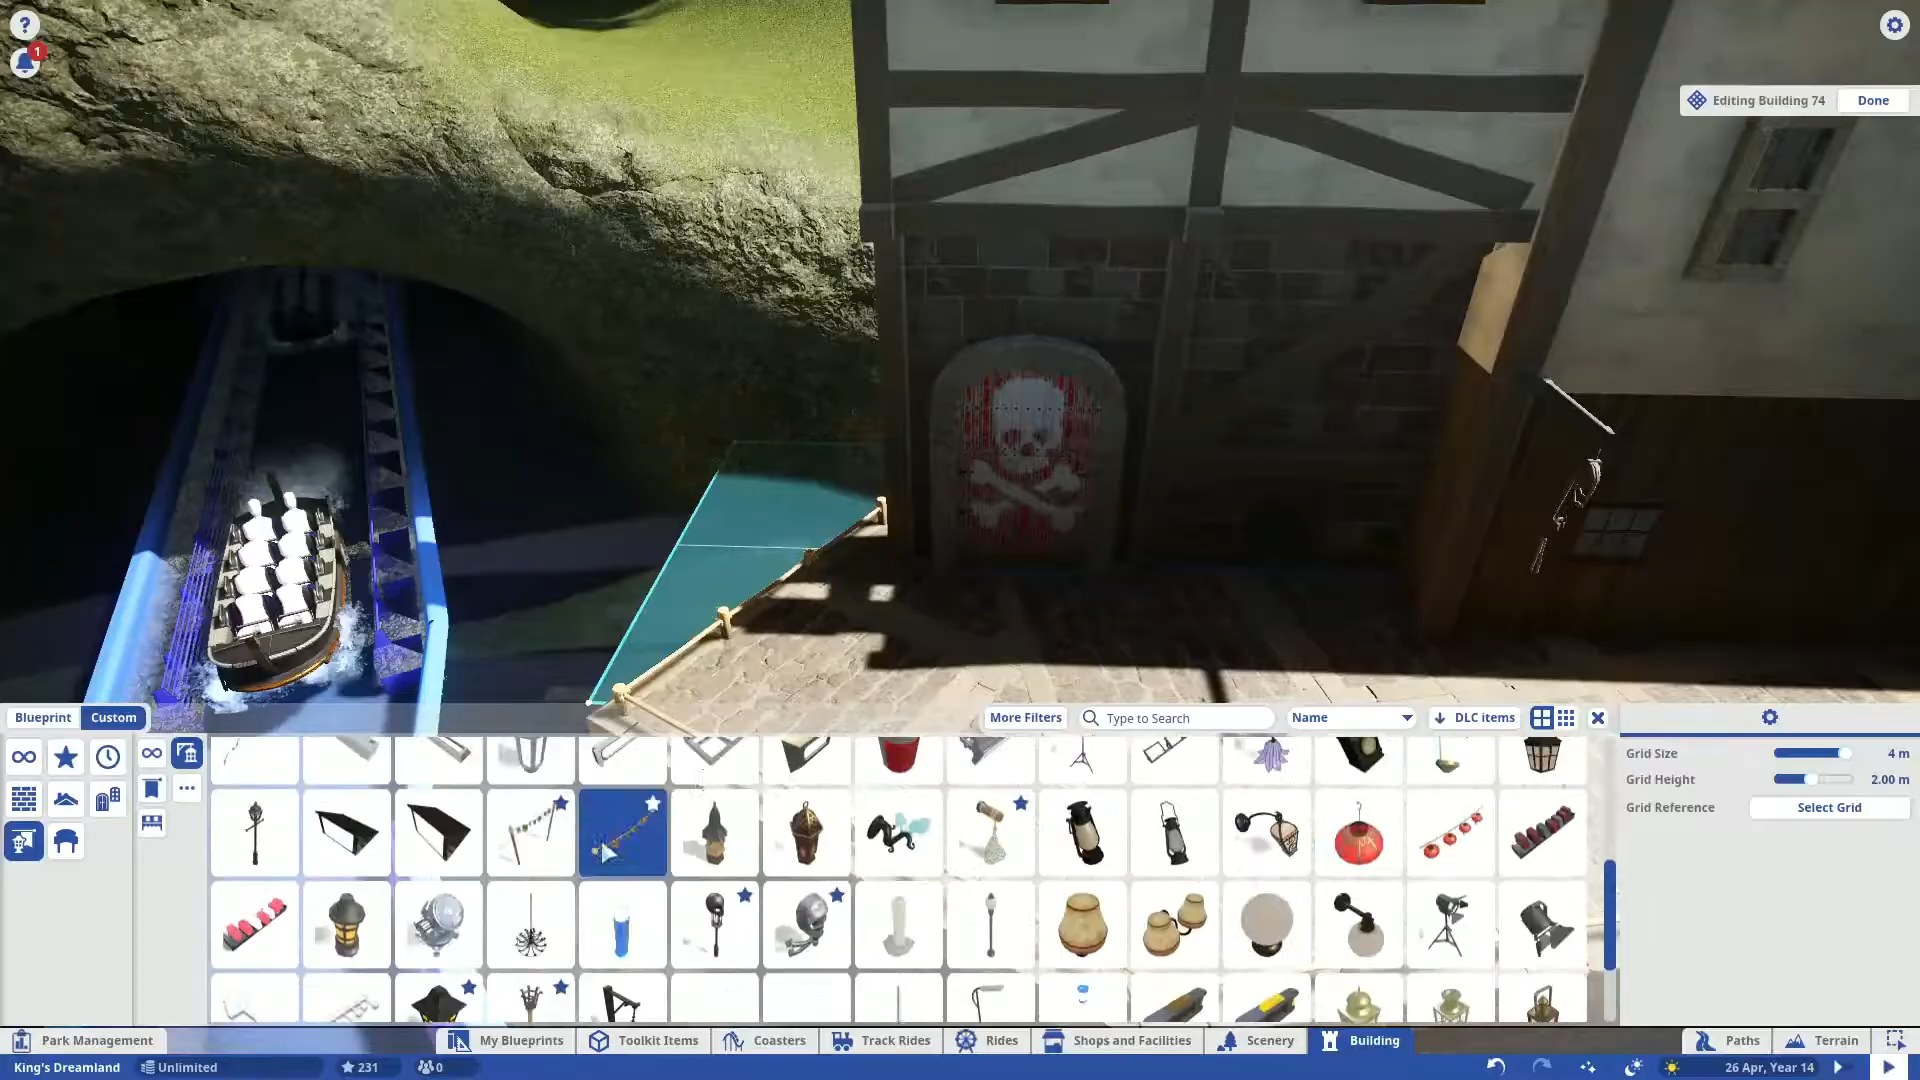 ?
1
Editing Building 74
Done
Blueprint
Custom
More Filters
Type to Search
Name
DLC items
Grid Size
4 m
Grid Height
2.00 m
Grid Reference
Select Grid
Park Management
My Blueprints
Toolkit Items
Coasters
Track Rides
Rides
Shops and Facilities
Scenery
Building
Paths
Terrain
King's Dreamland
Unlimited
231
0
26 Apr, Year 14